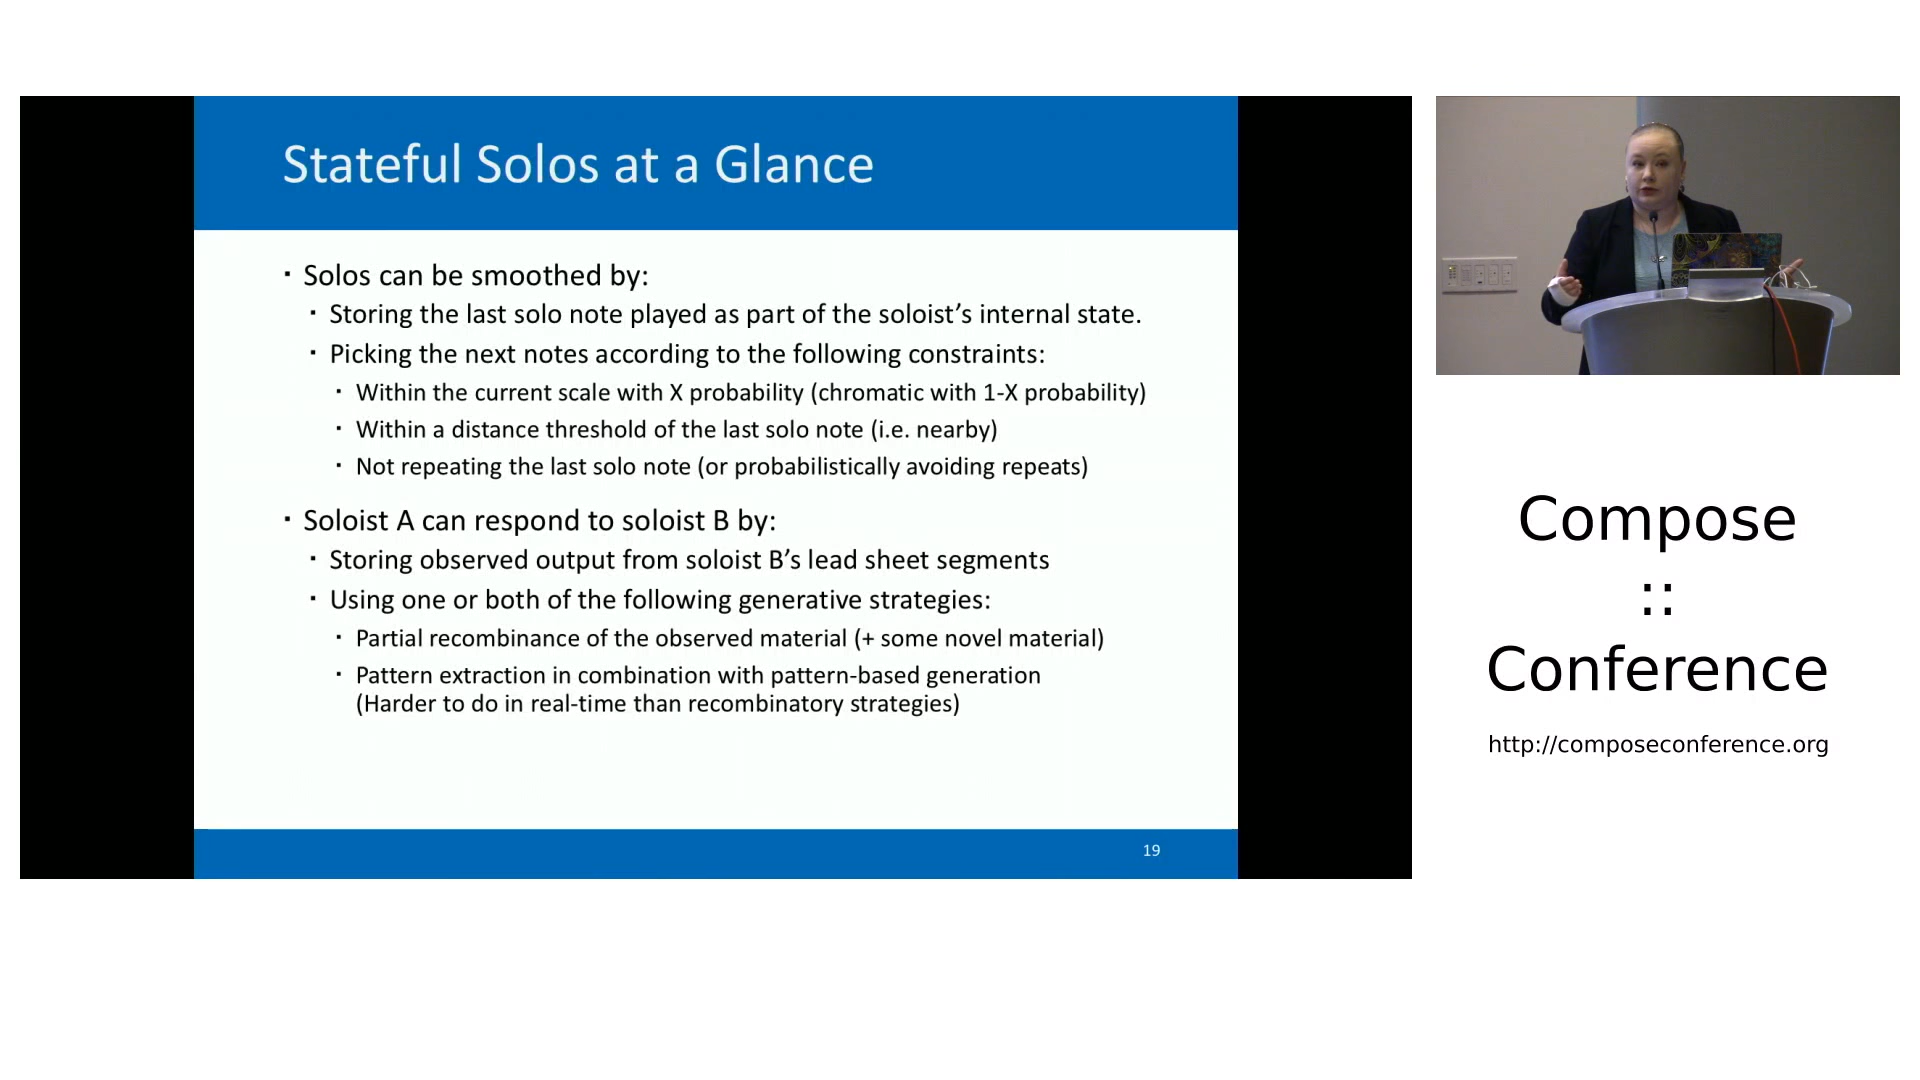 Stateful Solos at a Glance
▪ Solos can be smoothed by:
▪ Storing the last solo note played as part of the soloist’s internal state.
▪ Picking the next notes according to the following constraints:
▪ Within the current scale with X probability (chromatic with 1-X probability)
▪ Within a distance threshold of the last solo note (i.e. nearby)
▪ Not repeating the last solo note (or probabilistically avoiding repeats)
▪ Soloist A can respond to soloist B by:
▪ Storing observed output from soloist B’s lead sheet segments
▪ Using one or both of the following generative strategies:
▪ Partial recombinance of the observed material (+ some novel material)
▪ Pattern extraction in combination with pattern-based generation
(Harder to do in real-time than recombinatory strategies)
19
Compose
::
Conference
http://composeconference.org